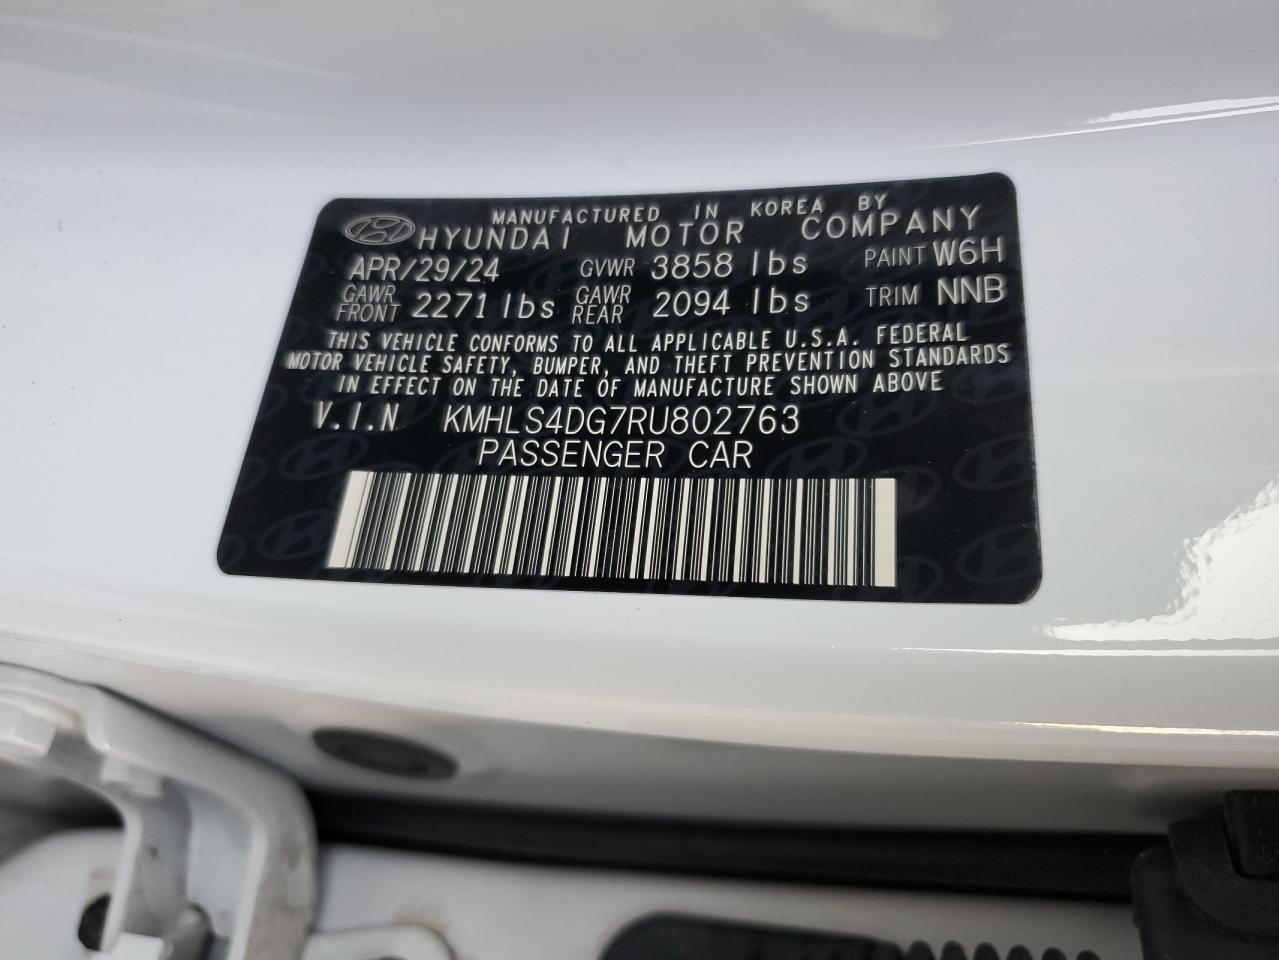 MANUFACTURED IN KOREA BY
HYUNDAI MOTOR COMPANY
APR/29/24 GVWR 3858 lbs PAINT W6H
GAWR FRONT 2271 lbs GAWR REAR 2094 lbs TRIM NNB
THIS VEHICLE CONFORMS TO ALL APPLICABLE U.S.A. FEDERAL
MOTOR VEHICLE SAFETY, BUMPER, AND THEFT PREVENTION STANDARDS
IN EFFECT ON THE DATE OF MANUFACTURE SHOWN ABOVE
V.I.N KMHLS4DG7RU802763
PASSENGER CAR